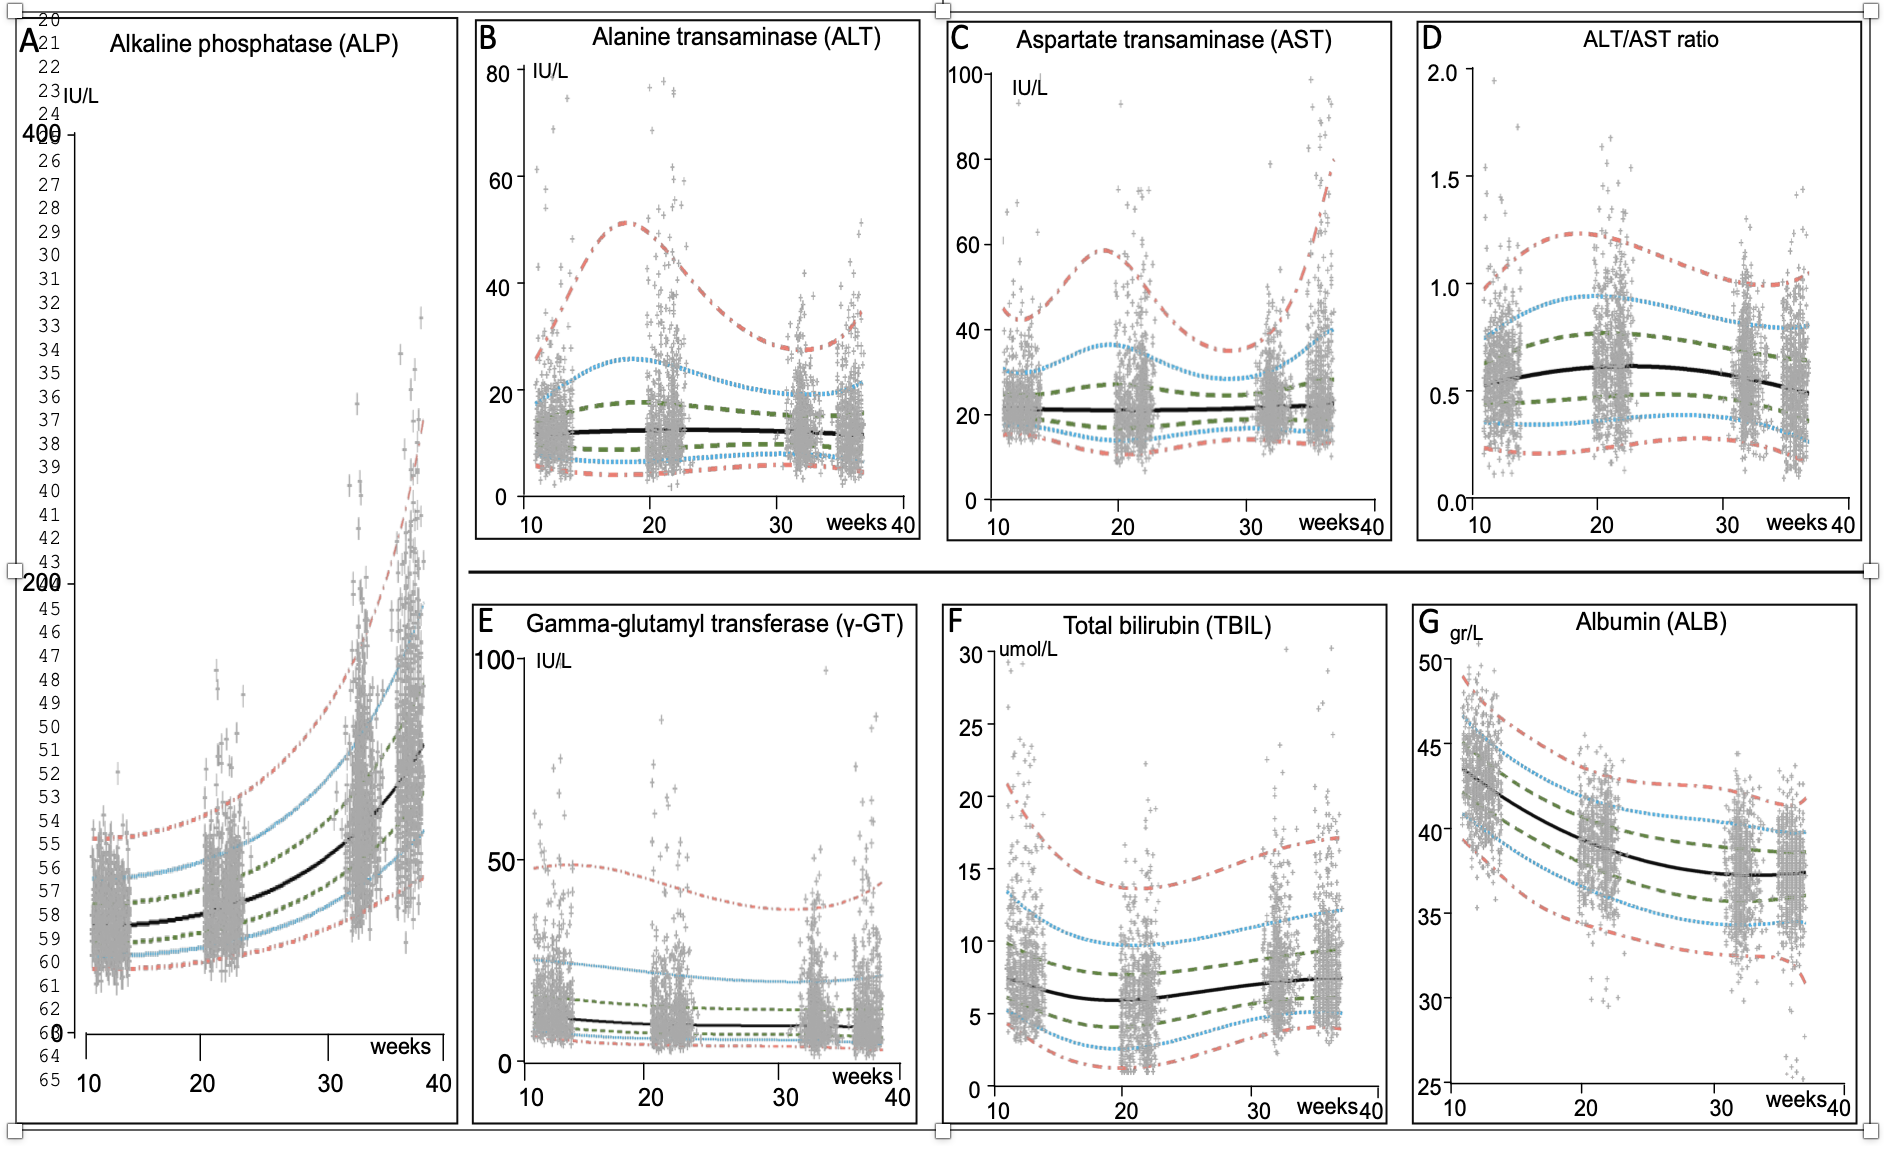 A
Alkaline phosphatase (ALP)
IU/L
400
200
0
10 20 30 40
weeks
20
21
22
23
24
26
27
28
29
30
31
32
33
34
35
36
37
38
39
40
41
42
43
45
46
47
48
49
50
51
52
53
54
55
56
57
58
59
60
61
62
64
65
B
Alanine transaminase (ALT)
IU/L
80
60
40
20
0
10 20 30 weeks 40
C
Aspartate transaminase (AST)
IU/L
100
80
60
40
20
0
10 20 30 weeks 40
D
ALT/AST ratio
2.0
1.5
1.0
0.5
0.0
10 20 30 weeks 40
E
Gamma-glutamyl transferase (γ-GT)
IU/L
100
50
0
weeks
10 20 30 40
F
Total bilirubin (TBIL)
umol/L
30
25
20
15
10
5
0
10 20 30 weeks 40
G
Albumin (ALB)
gr/L
50
45
40
35
30
25
10 20 30 weeks 40